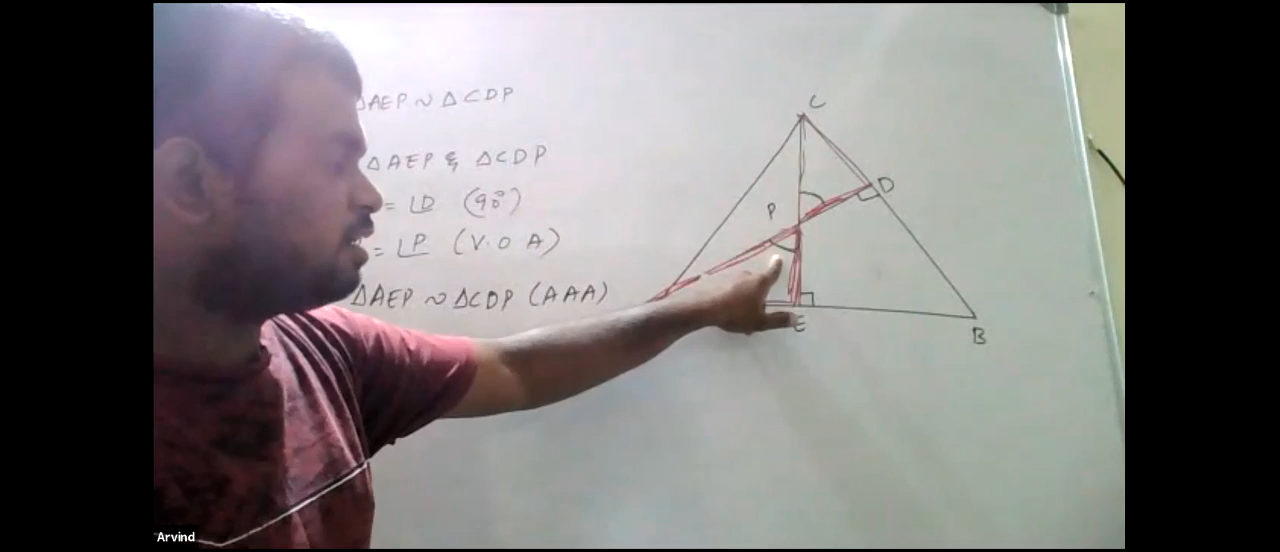 ΔAEP ~ ΔCDP
ΔAEP & ΔCDP
= ∠D (90°)
= ∠P (V.O A)
ΔAEP ~ ΔCDP (AAA)
C
D
P
E
B
Arvind